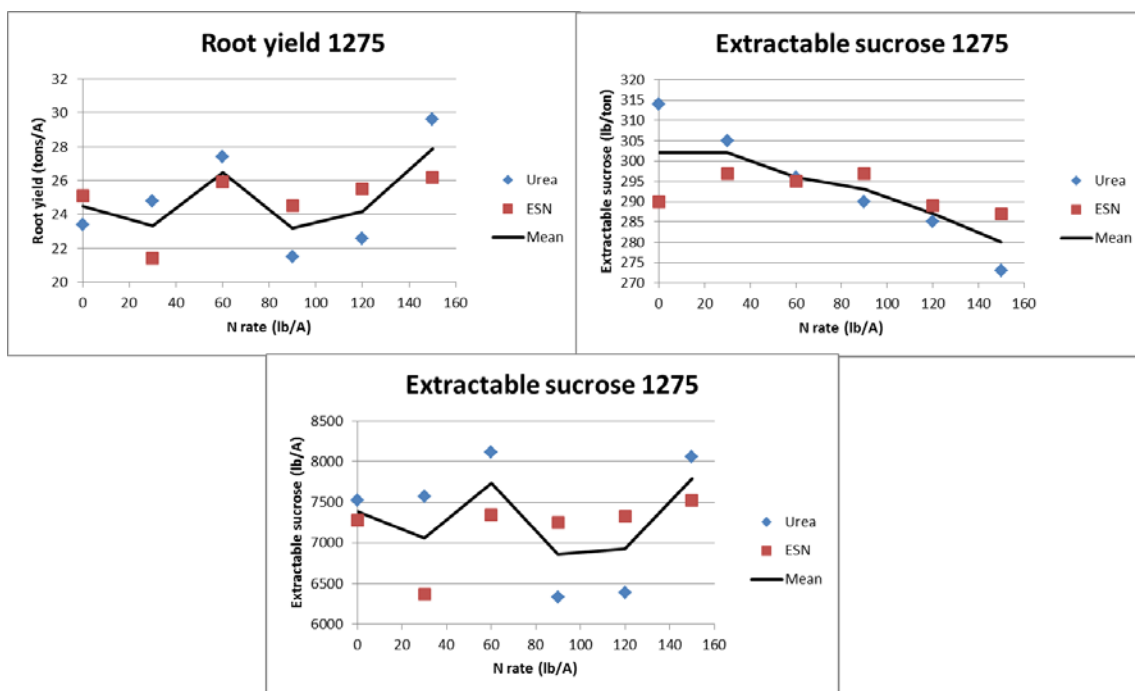 Root yield 1275
Root yield (tons/A)
32
30
28
26
24
22
20
0 20 40 60 80 100 120 140 160
N rate (lb/A)
Urea
ESN
Mean
Extractable sucrose 1275
Extractable sucrose (lb/ton)
320
315
310
305
300
295
290
285
280
275
270
0 20 40 60 80 100 120 140 160
N rate (lb/A)
Urea
ESN
Mean
Extractable sucrose 1275
Extractable sucrose (lb/A)
8500
8000
7500
7000
6500
6000
0 20 40 60 80 100 120 140 160
N rate (lb/A)
Urea
ESN
Mean